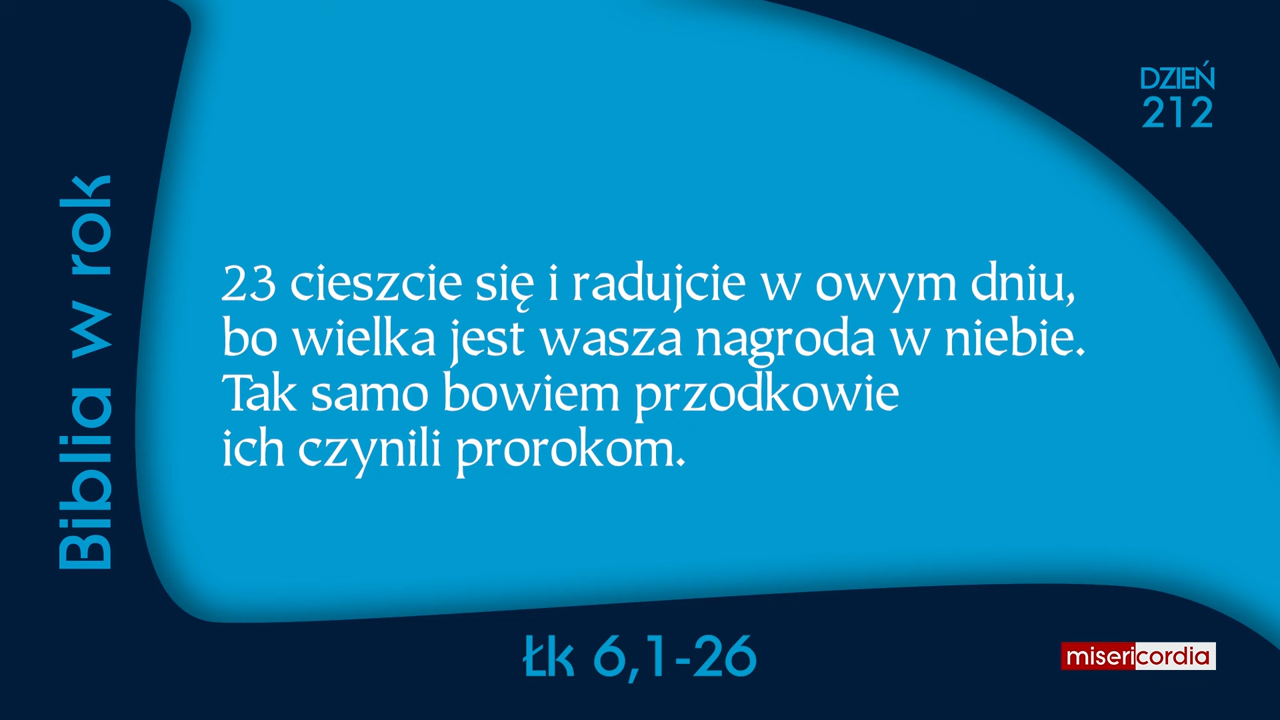 DZIEŃ
212
Biblia w rok
23 cieszcie się i radujcie w owym dniu,
bo wielka jest wasza nagroda w niebie.
Tak samo bowiem przodkowie
ich czynili prorokom.
Łk 6,1-26
misericordia